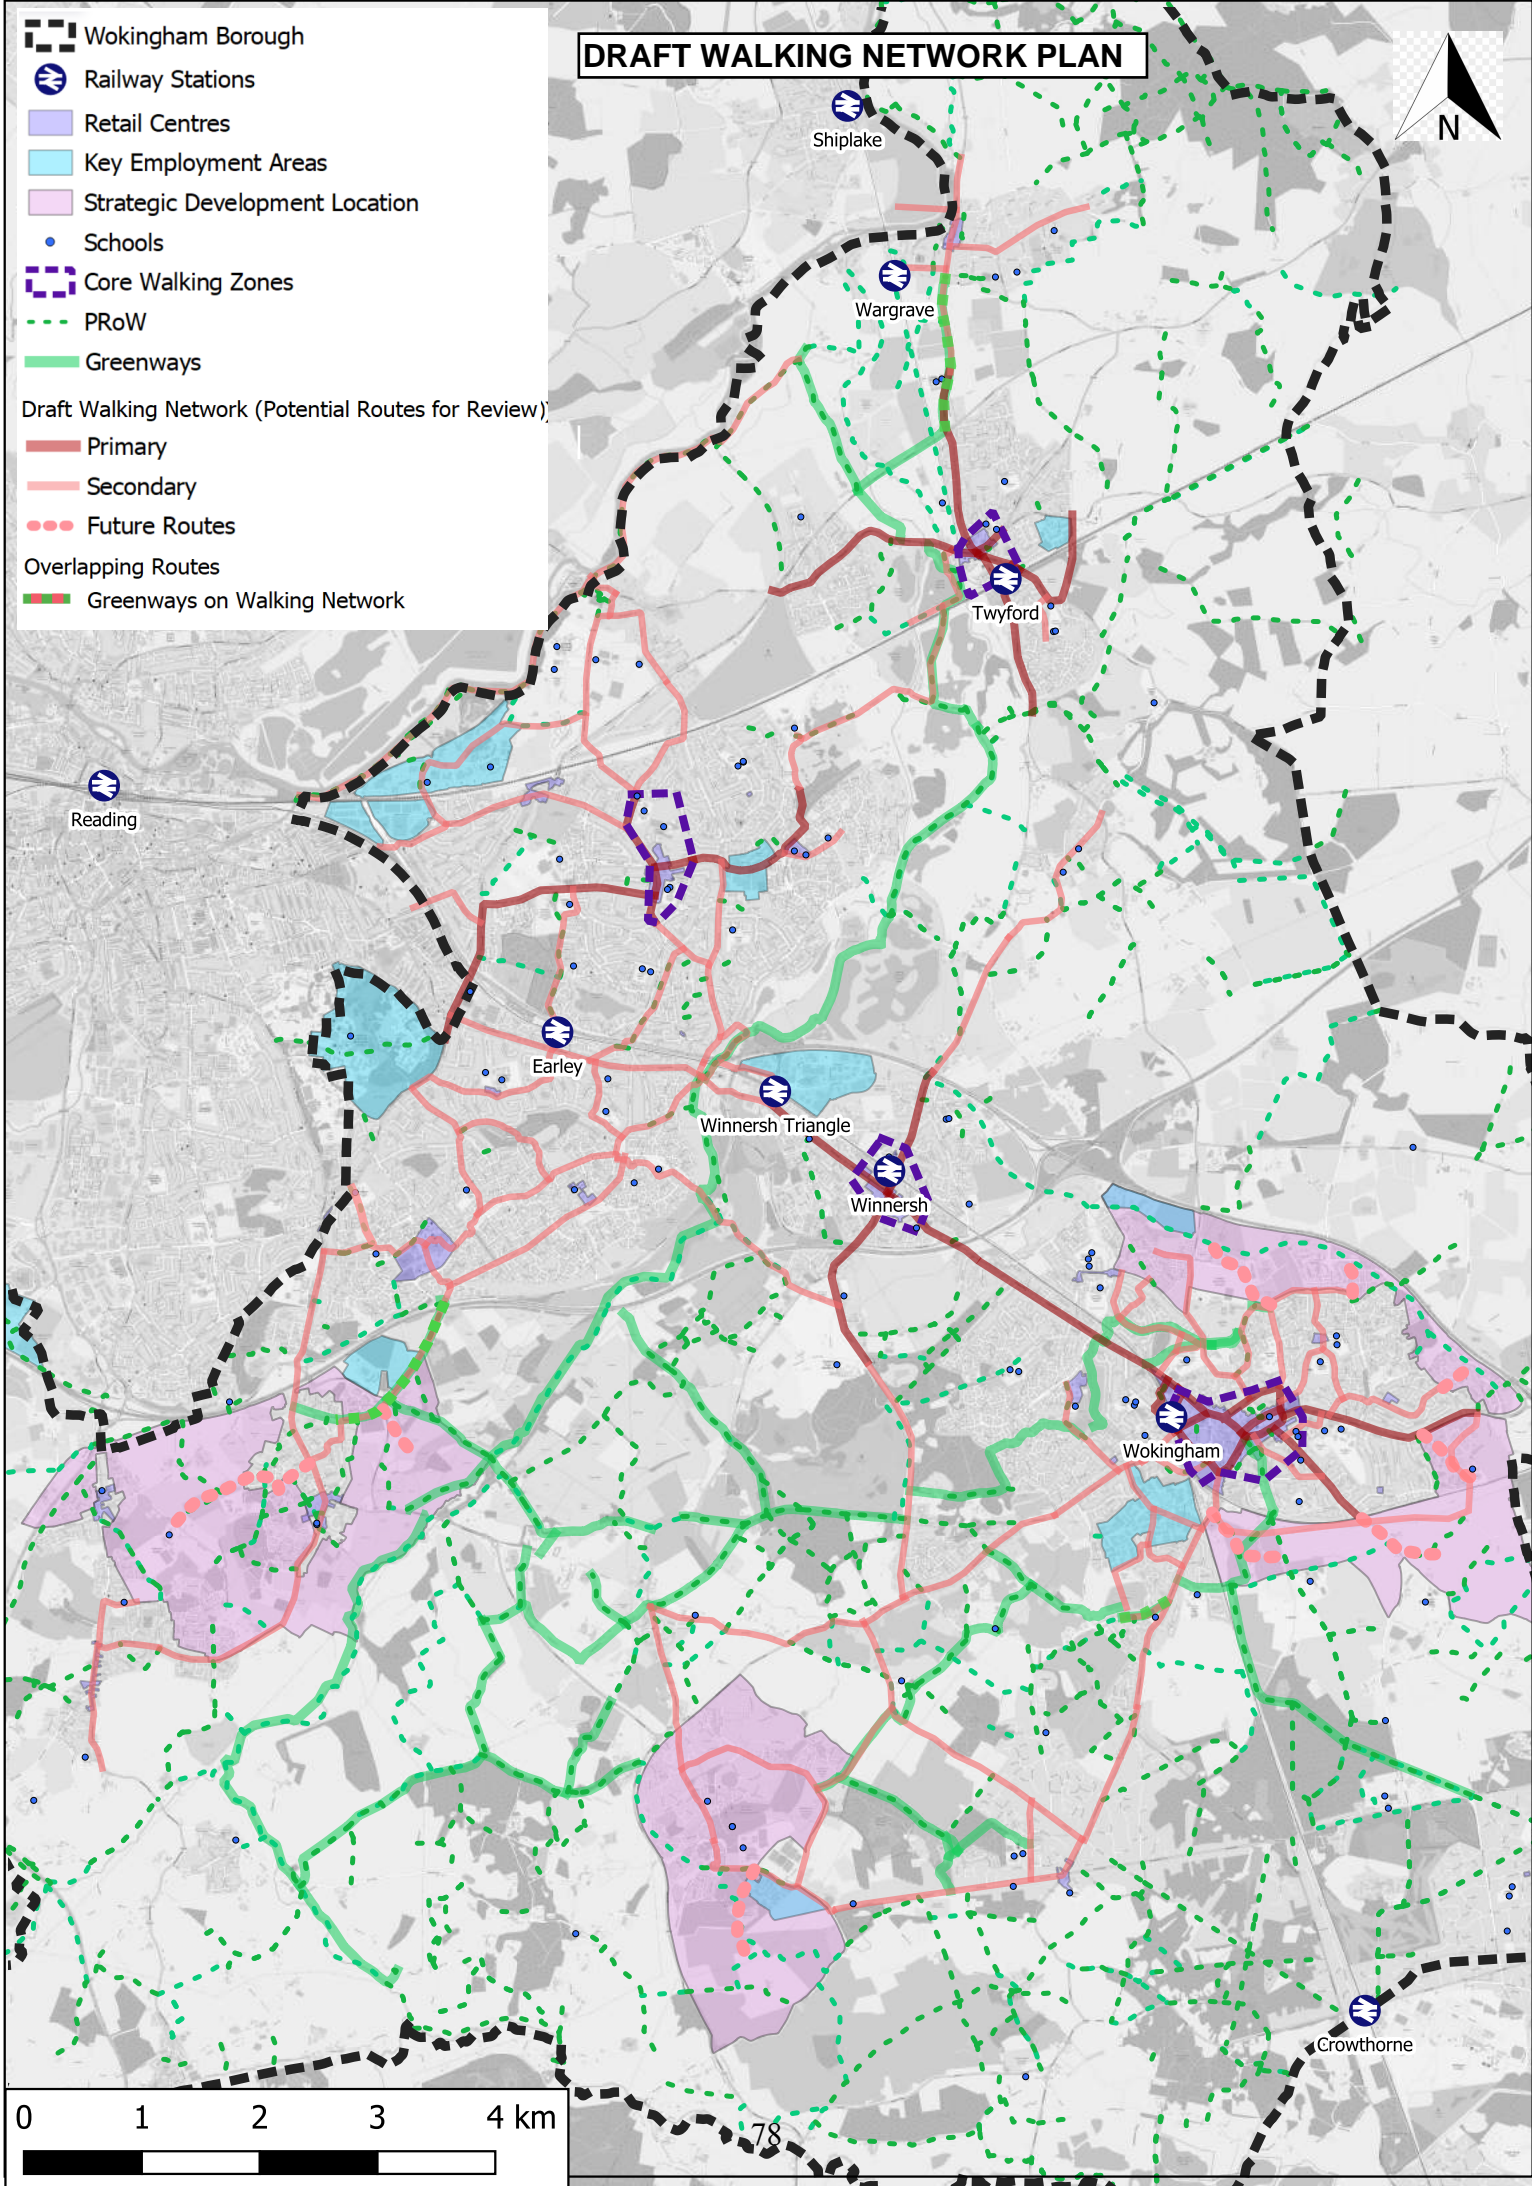 Wokingham Borough
Railway Stations
Retail Centres
Key Employment Areas
Strategic Development Location
Schools
Core Walking Zones
PRoW
Greenways
Draft Walking Network (Potential Routes for Review)
Primary
Secondary
Future Routes
Overlapping Routes
Greenways on Walking Network
DRAFT WALKING NETWORK PLAN
N
Shiplake
Wargrave
Twyford
Reading
Earley
Winnersh Triangle
Winnersh
Wokingham
Crowthorne
0 1 2 3 4 km
78